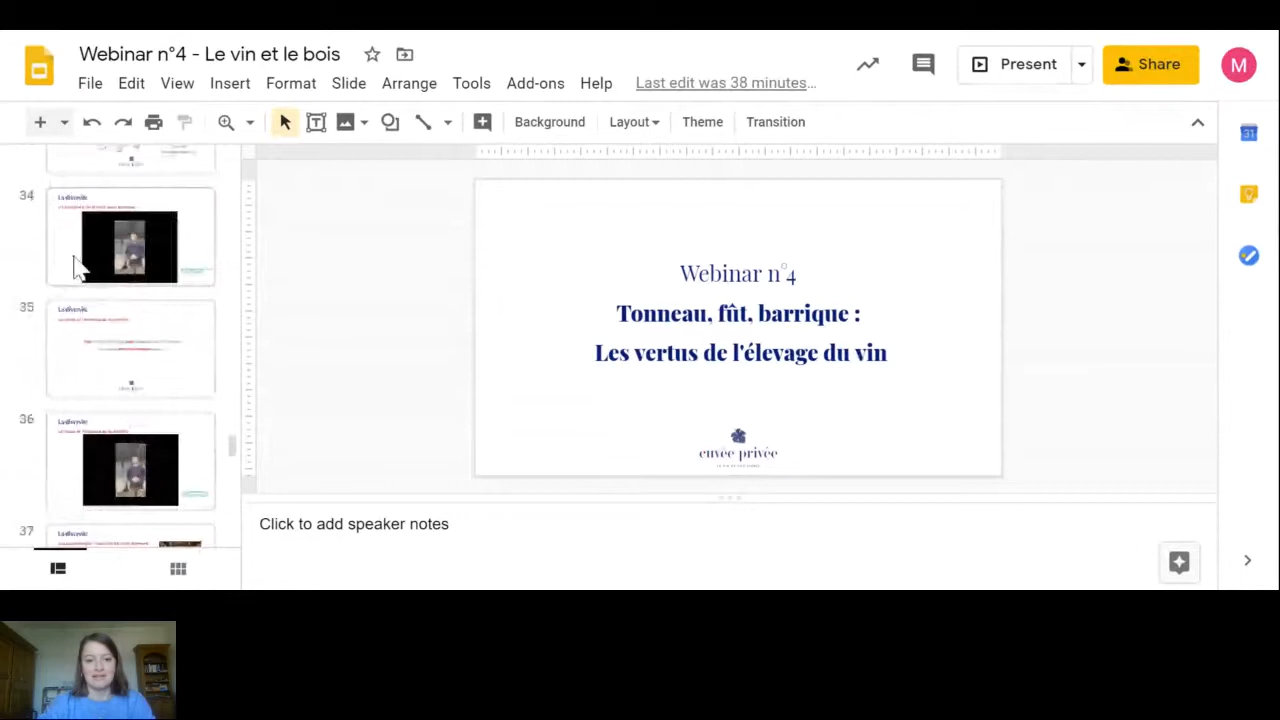 Webinar n°4 - Le vin et le bois
File Edit View Insert Format Slide Arrange Tools Add-ons Help Last edit was 38 minutes…
Present
Share
M
Background Layout Theme Transition
31
34
35
36
37
Webinar n°4
Tonneau, fût, barrique :
Les vertus de l'élevage du vin
cuvée privée
Click to add speaker notes